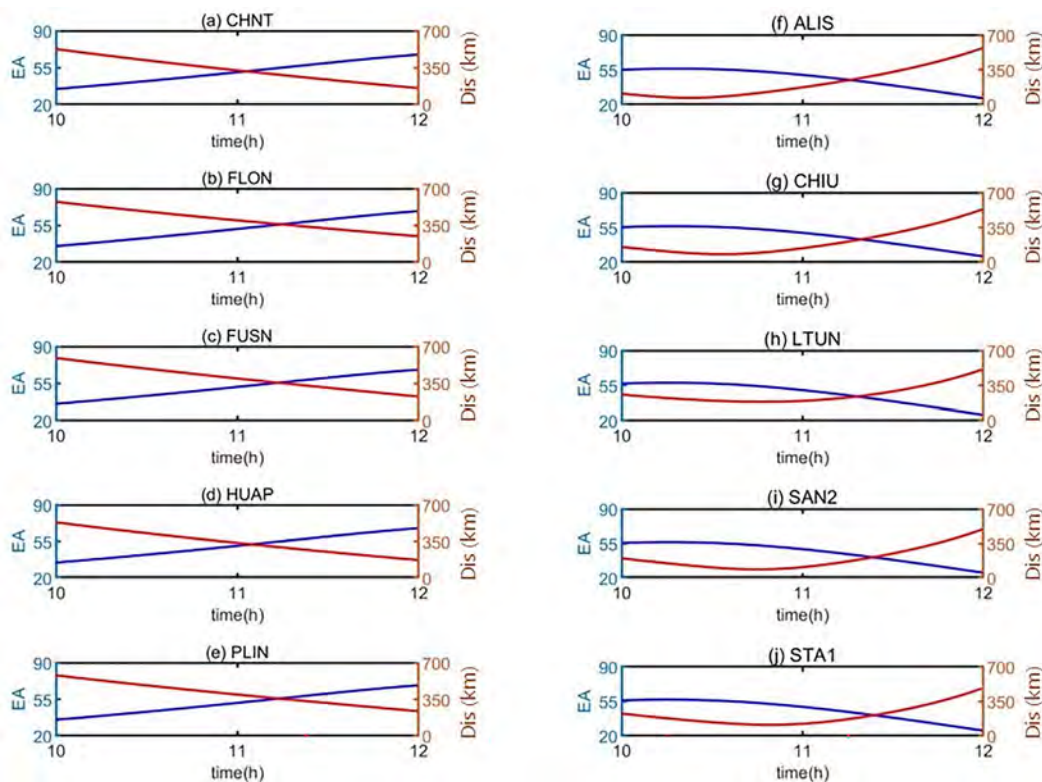 (a) CHNT
90
55
20
EA
700
350
0
Dis (km)
10
11
12
time(h)
(b) FLON
90
55
20
EA
700
350
0
Dis (km)
10
11
12
time(h)
(c) FUSN
90
55
20
EA
700
350
0
Dis (km)
10
11
12
time(h)
(d) HUAP
90
55
20
EA
700
350
0
Dis (km)
10
11
12
time(h)
(e) PLIN
90
55
20
EA
700
350
0
Dis (km)
10
11
12
time(h)
(f) ALIS
90
55
20
EA
700
350
0
Dis (km)
10
11
12
time(h)
(g) CHIU
90
55
20
EA
700
350
0
Dis (km)
10
11
12
time(h)
(h) LTUN
90
55
20
EA
700
350
0
Dis (km)
10
11
12
time(h)
(i) SAN2
90
55
20
EA
700
350
0
Dis (km)
10
11
12
time(h)
(j) STA1
90
55
20
EA
700
350
0
Dis (km)
10
11
12
time(h)